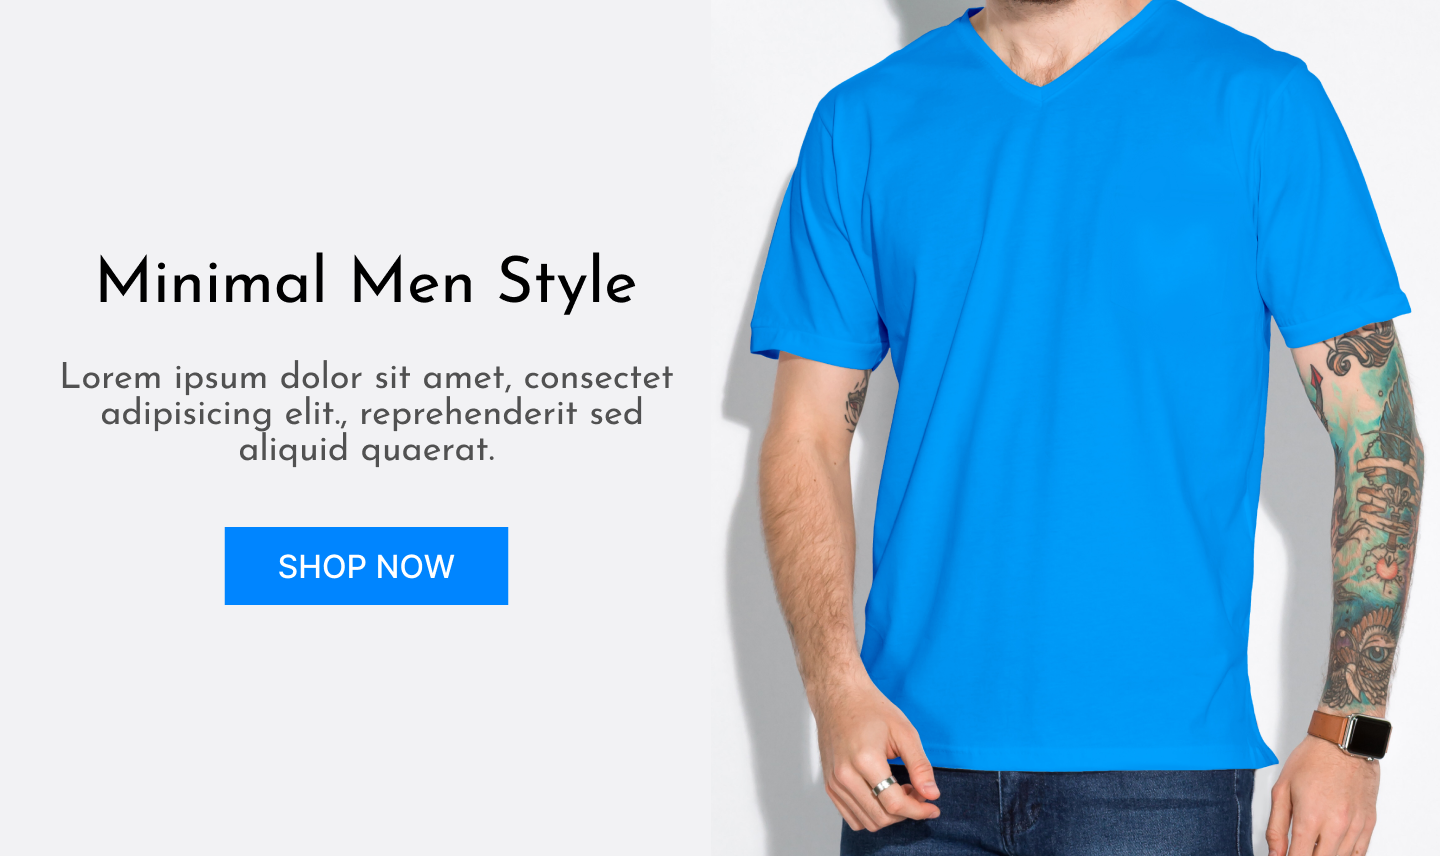 Minimal Men Style
Lorem ipsum dolor sit amet, consectet
adipisicing elit., reprehenderit sed
aliquid quaerat.
SHOP NOW